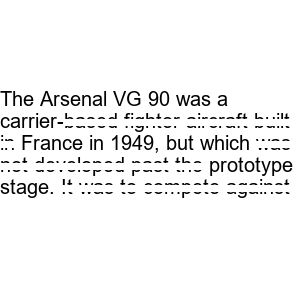 The Arsenal VG 90 was a
carrier-based fighter aircraft built
in France in 1949, but which was
not developed past the prototype
stage. It was to compete against